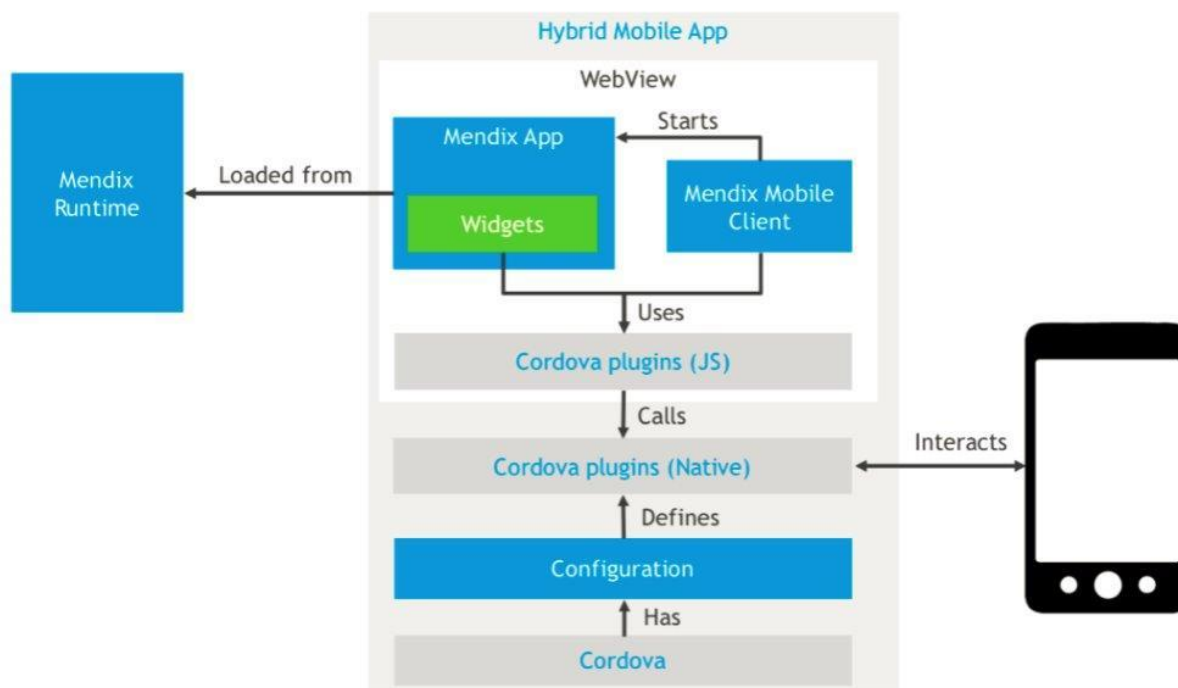 Hybrid Mobile App
WebView
Mendix App
Starts
Mendix
Runtime
Loaded from
Widgets
Mendix Mobile
Client
Uses
Cordova plugins (JS)
Calls
Cordova plugins (Native)
Interacts
Defines
Configuration
Has
Cordova